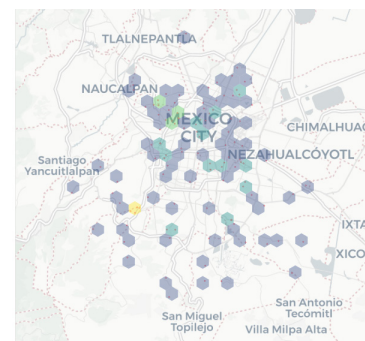 TLALNEPANTLA
NAUCALPAN
MEXICO
CITY
CHIMALHUAC
NEZAHUALCÓYOTL
Santiago
Yancuitlalpan
IXTA
XICO
San Antonio
Tecómitl
San Miguel
Topilejo
Villa Milpa Alta